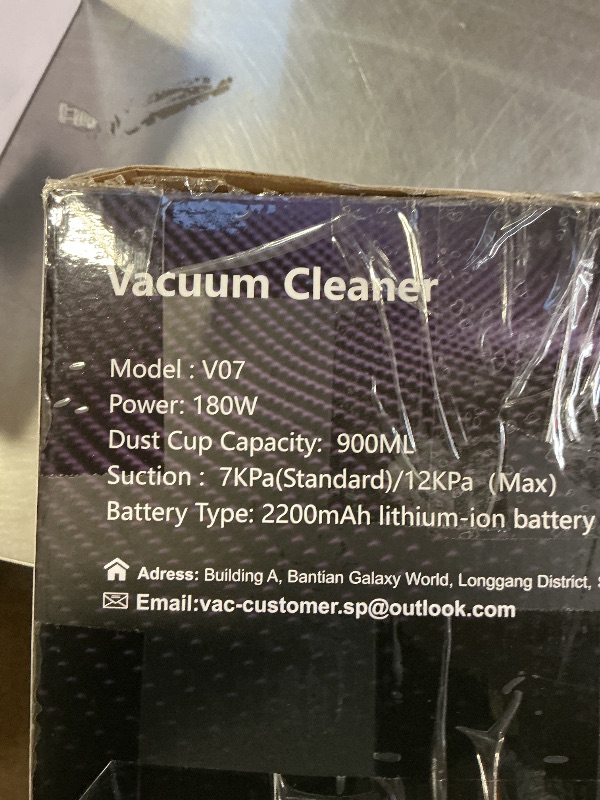 Vacuum Cleaner
Model : V07
Power: 180W
Dust Cup Capacity: 900ML
Suction : 7KPa(Standard)/12KPa (Max)
Battery Type: 2200mAh lithium-ion battery
Adress: Building A, Bantian Galaxy World, Longgang District,
Email:vac-customer.sp@outlook.com